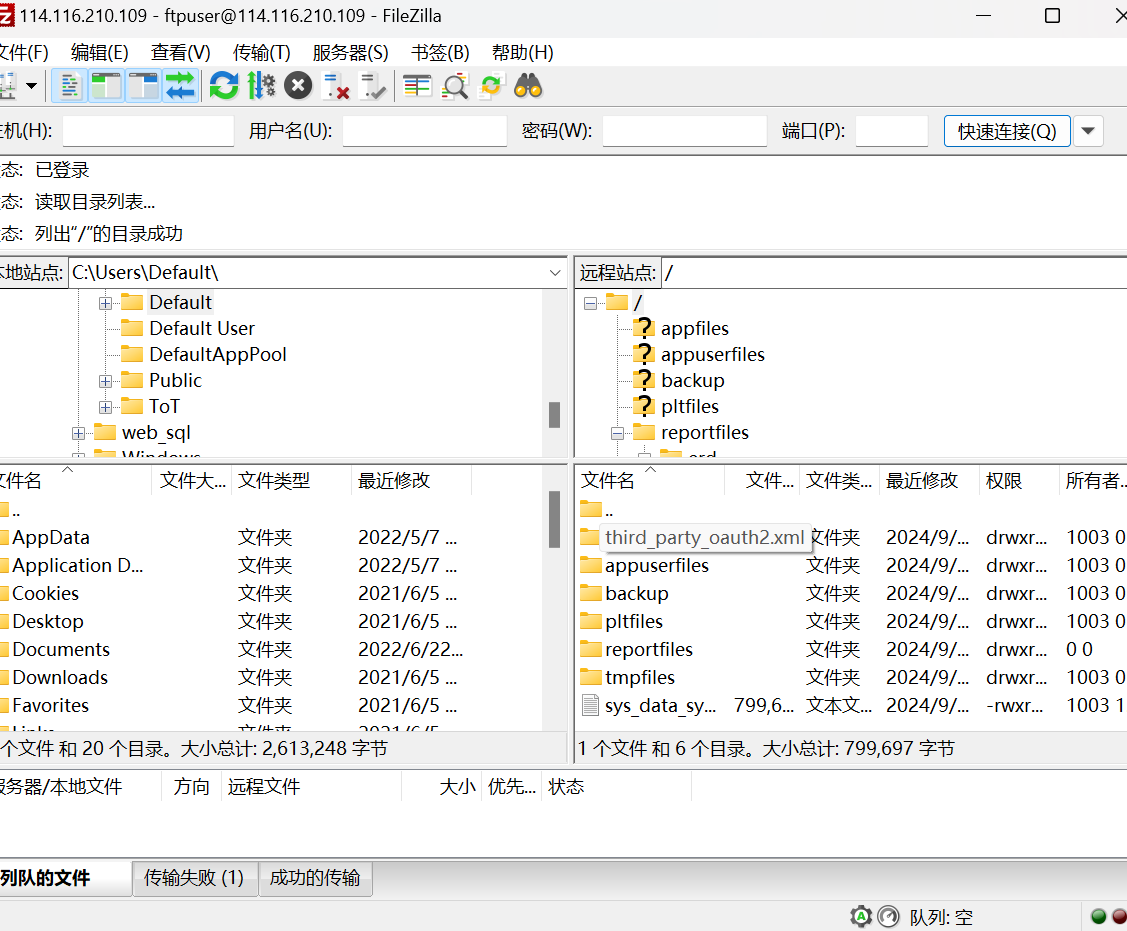 114.116.210.109 - ftpuser@114.116.210.109 - FileZilla
文件(F) 编辑(E) 查看(V) 传输(T) 服务器(S) 书签(B) 帮助(H)
主机(H): 用户名(U): 密码(W): 端口(P): 快速连接(Q)
态: 已登录
态: 读取目录列表...
态: 列出“/”的目录成功
本地站点: C:\Users\Default\
Default
Default User
DefaultAppPool
Public
ToT
web_sql
Windows
远程站点: /
/
appfiles
appuserfiles
backup
pltfiles
reportfiles
erd
文件名 文件大... 文件类型 最近修改
..
AppData 文件夹 2022/5/7 ...
Application D... 文件夹 2022/5/7 ...
Cookies 文件夹 2021/6/5 ...
Desktop 文件夹 2021/6/5 ...
Documents 文件夹 2022/6/22...
Downloads 文件夹 2021/6/5 ...
Favorites 文件夹 2021/6/5 ...
Links 文件夹 2021/6/5 ...
个文件 和 20 个目录。大小总计: 2,613,248 字节
文件名 文件... 文件类... 最近修改 权限 所有者...
..
third_party_oauth2.xml 文件夹 2024/9/... drwxr... 1003 0
appuserfiles 文件夹 2024/9/... drwxr... 1003 0
backup 文件夹 2024/9/... drwxr... 1003 0
pltfiles 文件夹 2024/9/... drwxr... 1003 0
reportfiles 文件夹 2024/9/... drwxr... 0 0
tmpfiles 文件夹 2024/9/... drwxr... 1003 0
sys_data_sy... 799,6... 文本文... 2024/9/... -rwxr... 1003 1
1 个文件 和 6 个目录。大小总计: 799,697 字节
服务器/本地文件 方向 远程文件 大小 优先... 状态
列队的文件 传输失败 (1) 成功的传输
队列: 空